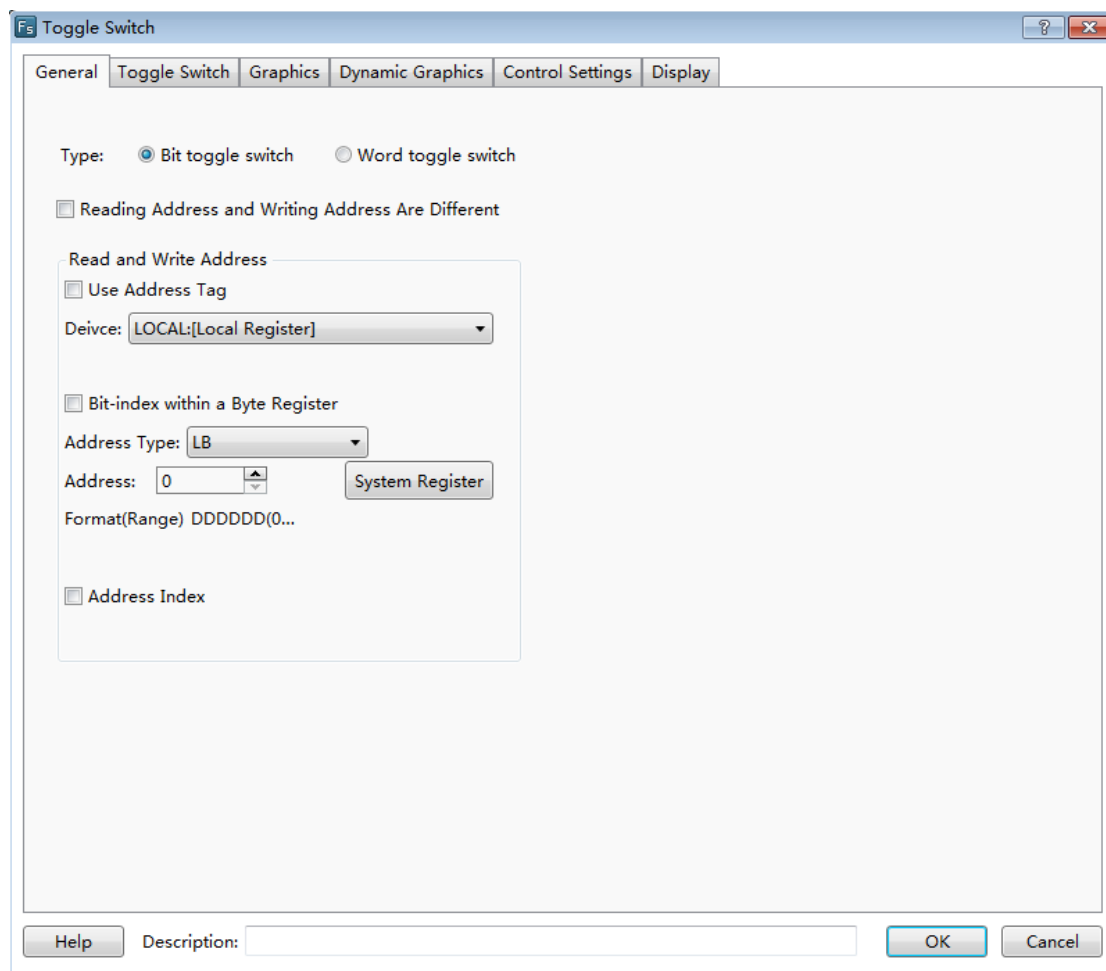 Fs Toggle Switch ?
General Toggle Switch Graphics Dynamic Graphics Control Settings Display
Type: Bit toggle switch Word toggle switch
Reading Address and Writing Address Are Different
Read and Write Address
Use Address Tag
Deivce: LOCAL:[Local Register]
Bit-index within a Byte Register
Address Type: LB
Address: 0 System Register
Format(Range) DDDDDD(0...
Address Index
Help Description: OK Cancel